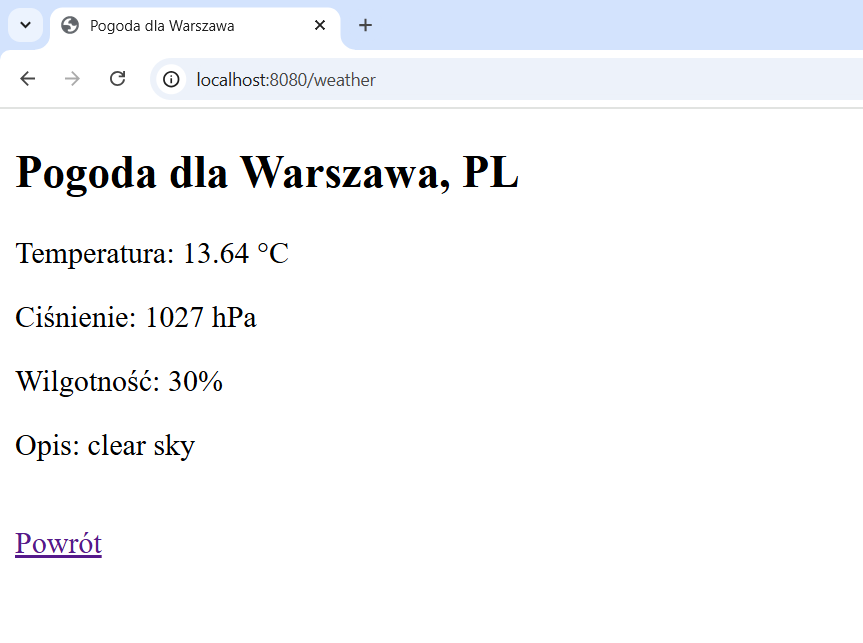 Pogoda dla Warszawa
localhost:8080/weather
Pogoda dla Warszawa, PL
Temperatura: 13.64 °C
Ciśnienie: 1027 hPa
Wilgotność: 30%
Opis: clear sky
Powrót